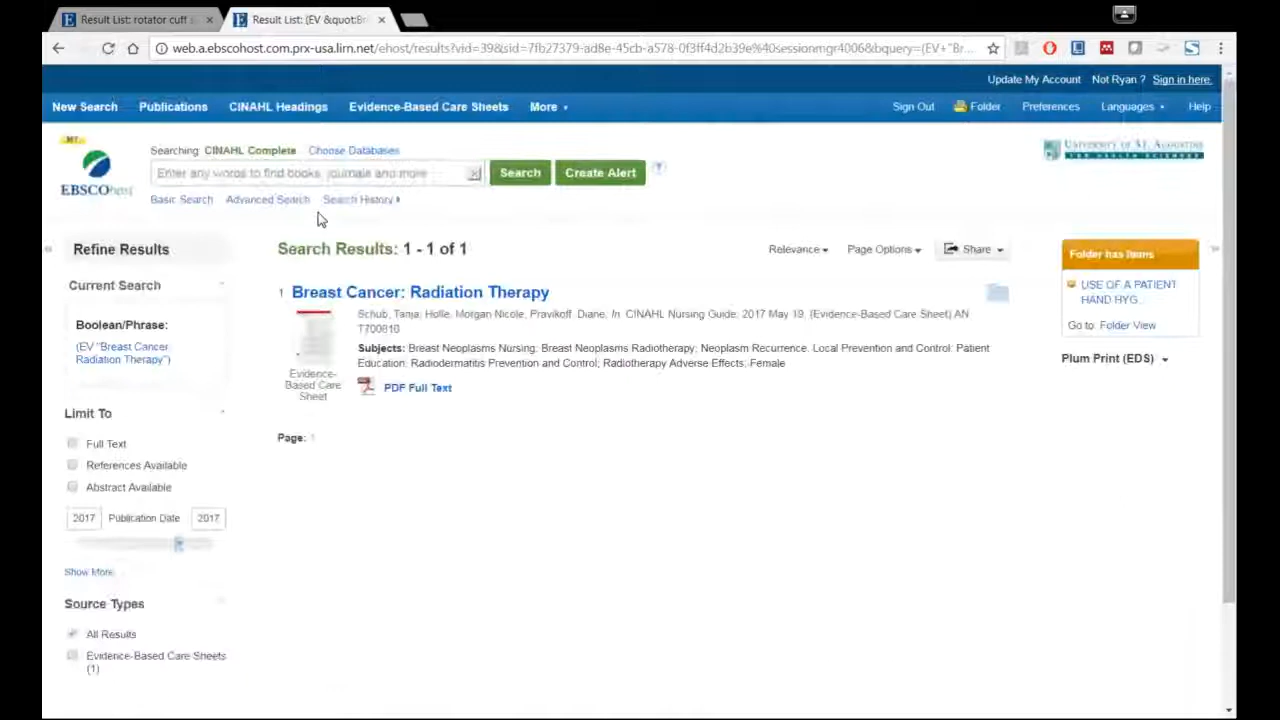 Result List: rotator cuff
Result List: (EV &quot;Br
web.a.ebscohost.com.prx-usa.lirn.net/ehost/results?vid=39&sid=7fb27379-ad8e-45cb-a578-0f3ff4d2b39e%40sessionmgr4006&bquery=(EV+"Br...
Update My Account Not Ryan ? Sign in here.
New Search Publications CINAHL Headings Evidence-Based Care Sheets More
Sign Out Folder Preferences Languages Help
Searching: CINAHL Complete Choose Databases
Enter any words to find books, journals and more
Search
Create Alert
EBSCOhost
University of St. Augustine
FOR HEALTH SCIENCES
Basic Search Advanced Search Search History
Refine Results
Search Results: 1 - 1 of 1
Relevance Page Options Share
Folder has items
USE OF A PATIENT
HAND HYG...
Go to: Folder View
Plum Print (EDS)
Current Search
Boolean/Phrase:
(EV "Breast Cancer
Radiation Therapy")
1 Breast Cancer: Radiation Therapy
Schub, Tanja; Holle, Morgan Nicole; Pravikoff, Diane; In: CINAHL Nursing Guide, 2017 May 19, (Evidence-Based Care Sheet) AN
T700810
Subjects: Breast Neoplasms Nursing; Breast Neoplasms Radiotherapy; Neoplasm Recurrence, Local Prevention and Control; Patient
Education; Radiodermatitis Prevention and Control; Radiotherapy Adverse Effects; Female
Evidence-
Based Care
Sheet
PDF Full Text
Page: 1
Limit To
Full Text
References Available
Abstract Available
2017 Publication Date 2017
Show More
Source Types
All Results
Evidence-Based Care Sheets
(1)